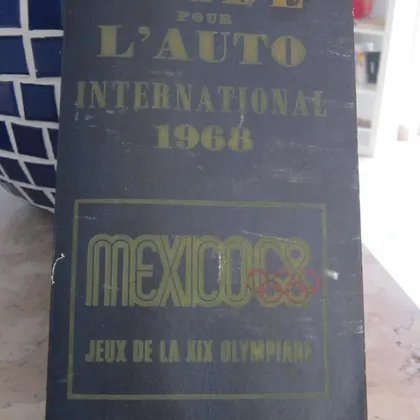 POUR
L'AUTO
INTERNATIONAL
1968
MEXICO68
JEUX DE LA XIX OLYMPIADE